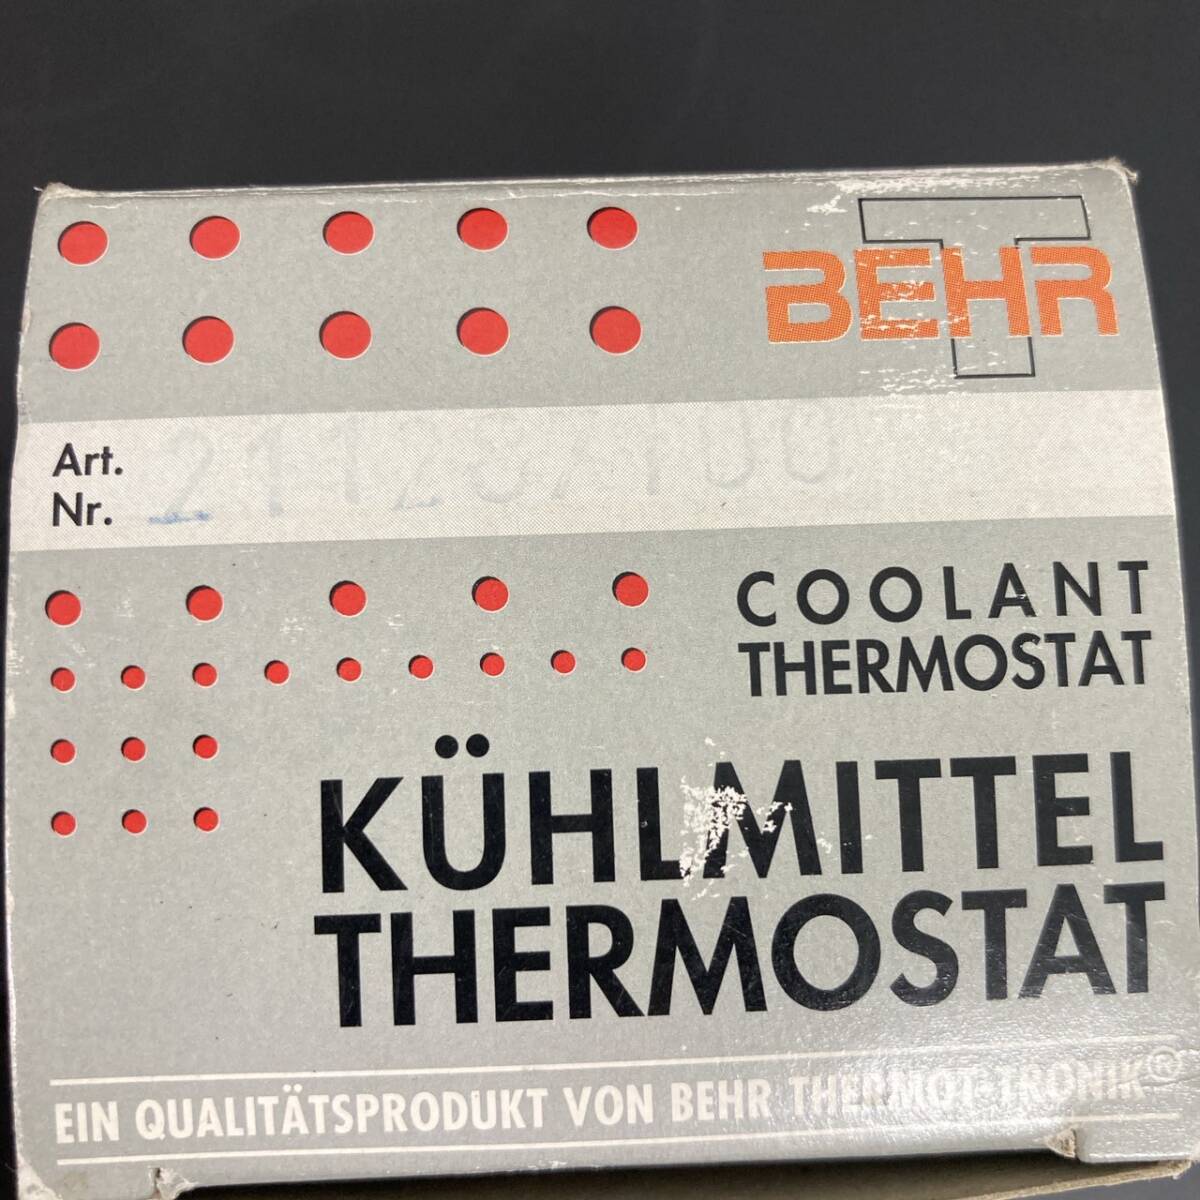 BEHR
T
Art.
Nr.
COOLANT
THERMOSTAT
KÜHLMITTEL
THERMOSTAT
EIN QUALITÄTSPRODUKT VON BEHR THERMOT-TRONIK®